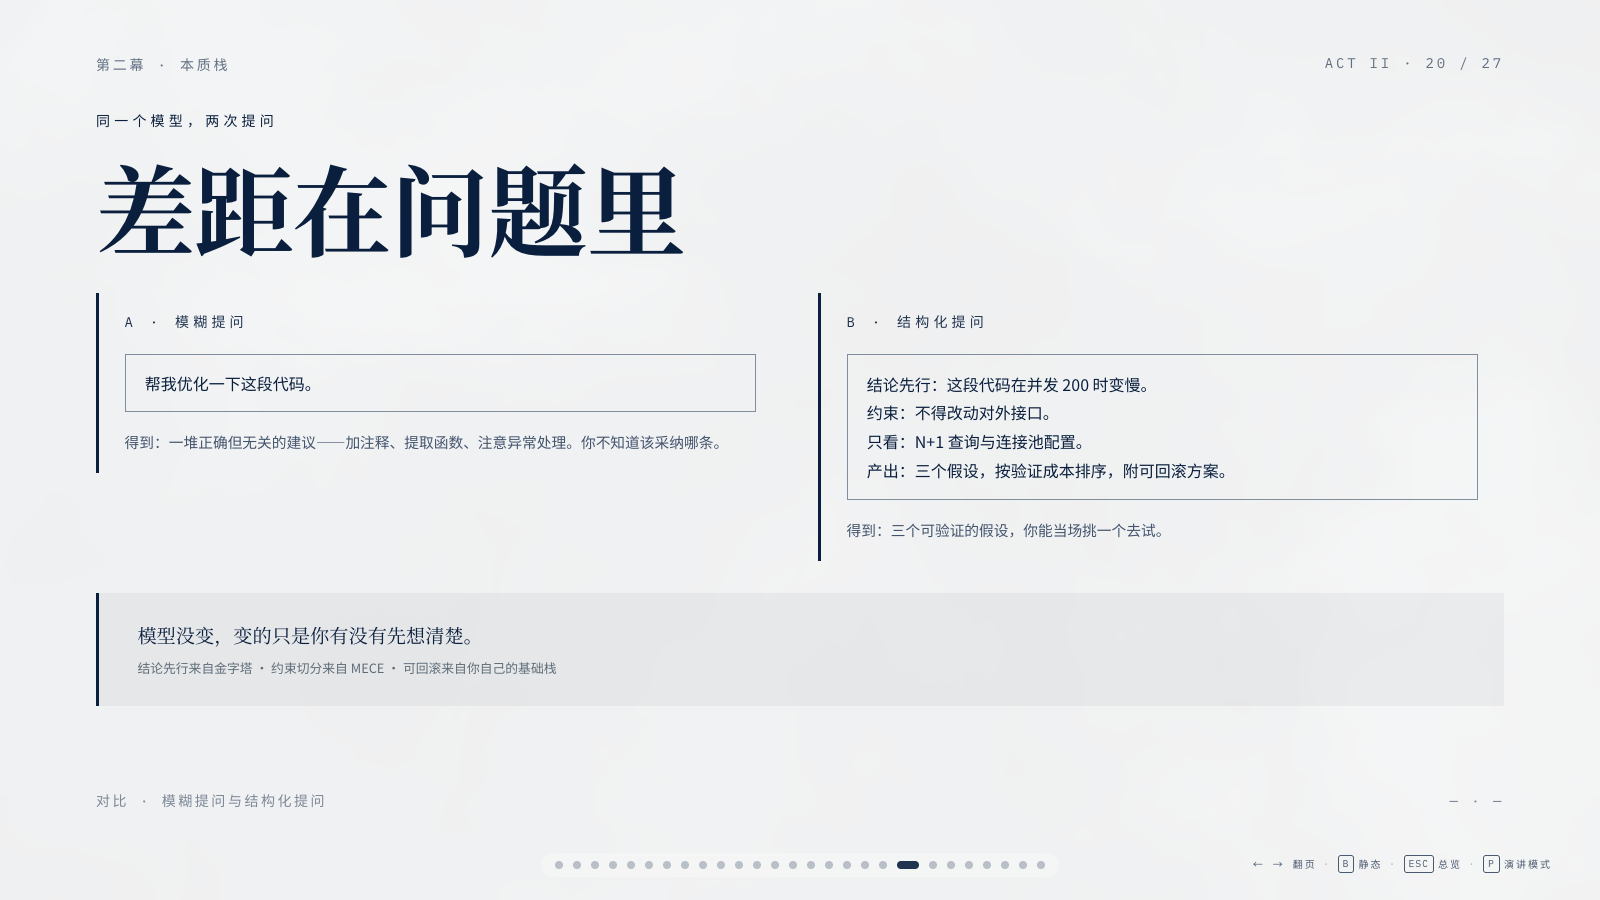 第二幕 · 本质栈
ACT II · 20 / 27
同一个模型，两次提问
差距在问题里
A · 模糊提问
帮我优化一下这段代码。
得到：一堆正确但无关的建议——加注释、提取函数、注意异常处理。你不知道该采纳哪条。
B · 结构化提问
结论先行：这段代码在并发 200 时变慢。
约束：不得改动对外接口。
只看：N+1 查询与连接池配置。
产出：三个假设，按验证成本排序，附可回滚方案。
得到：三个可验证的假设，你能当场挑一个去试。
模型没变，变的只是你有没有先想清楚。
结论先行来自金字塔 · 约束切分来自 MECE · 可回滚来自你自己的基础栈
对比 · 模糊提问与结构化提问
— · —
← → 翻页 · B 静态 · ESC 总览 · P 演讲模式